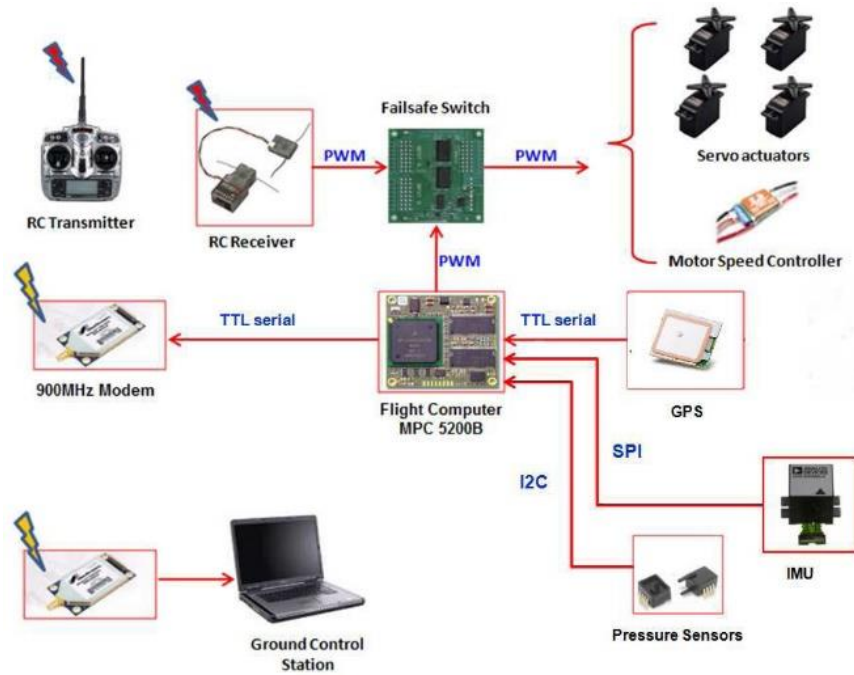 Failsafe Switch
PWM
PWM
Servo actuators
RC Transmitter
RC Receiver
PWM
Motor Speed Controller
TTL serial
TTL serial
900MHz Modem
Flight Computer
MPC 5200B
GPS
SPI
I2C
IMU
Ground Control
Station
Pressure Sensors